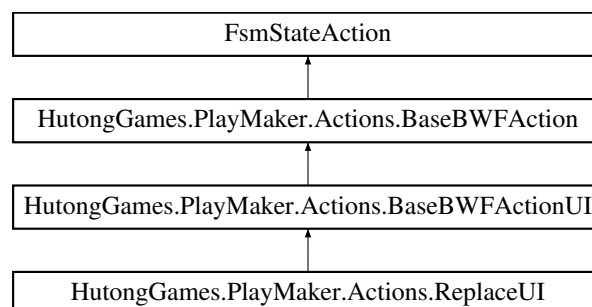 FsmStateAction
HutongGames.PlayMaker.Actions.BaseBWFAction
HutongGames.PlayMaker.Actions.BaseBWFActionUI
HutongGames.PlayMaker.Actions.ReplaceUI